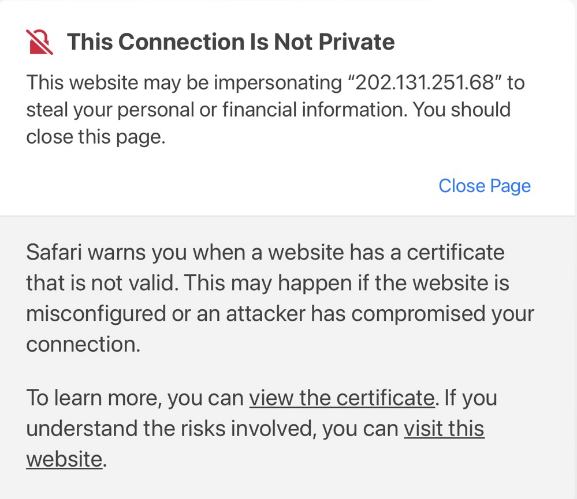 This Connection Is Not Private
This website may be impersonating “202.131.251.68” to
steal your personal or financial information. You should
close this page.
Close Page
Safari warns you when a website has a certificate
that is not valid. This may happen if the website is
misconfigured or an attacker has compromised your
connection.
To learn more, you can view the certificate. If you
understand the risks involved, you can visit this
website.